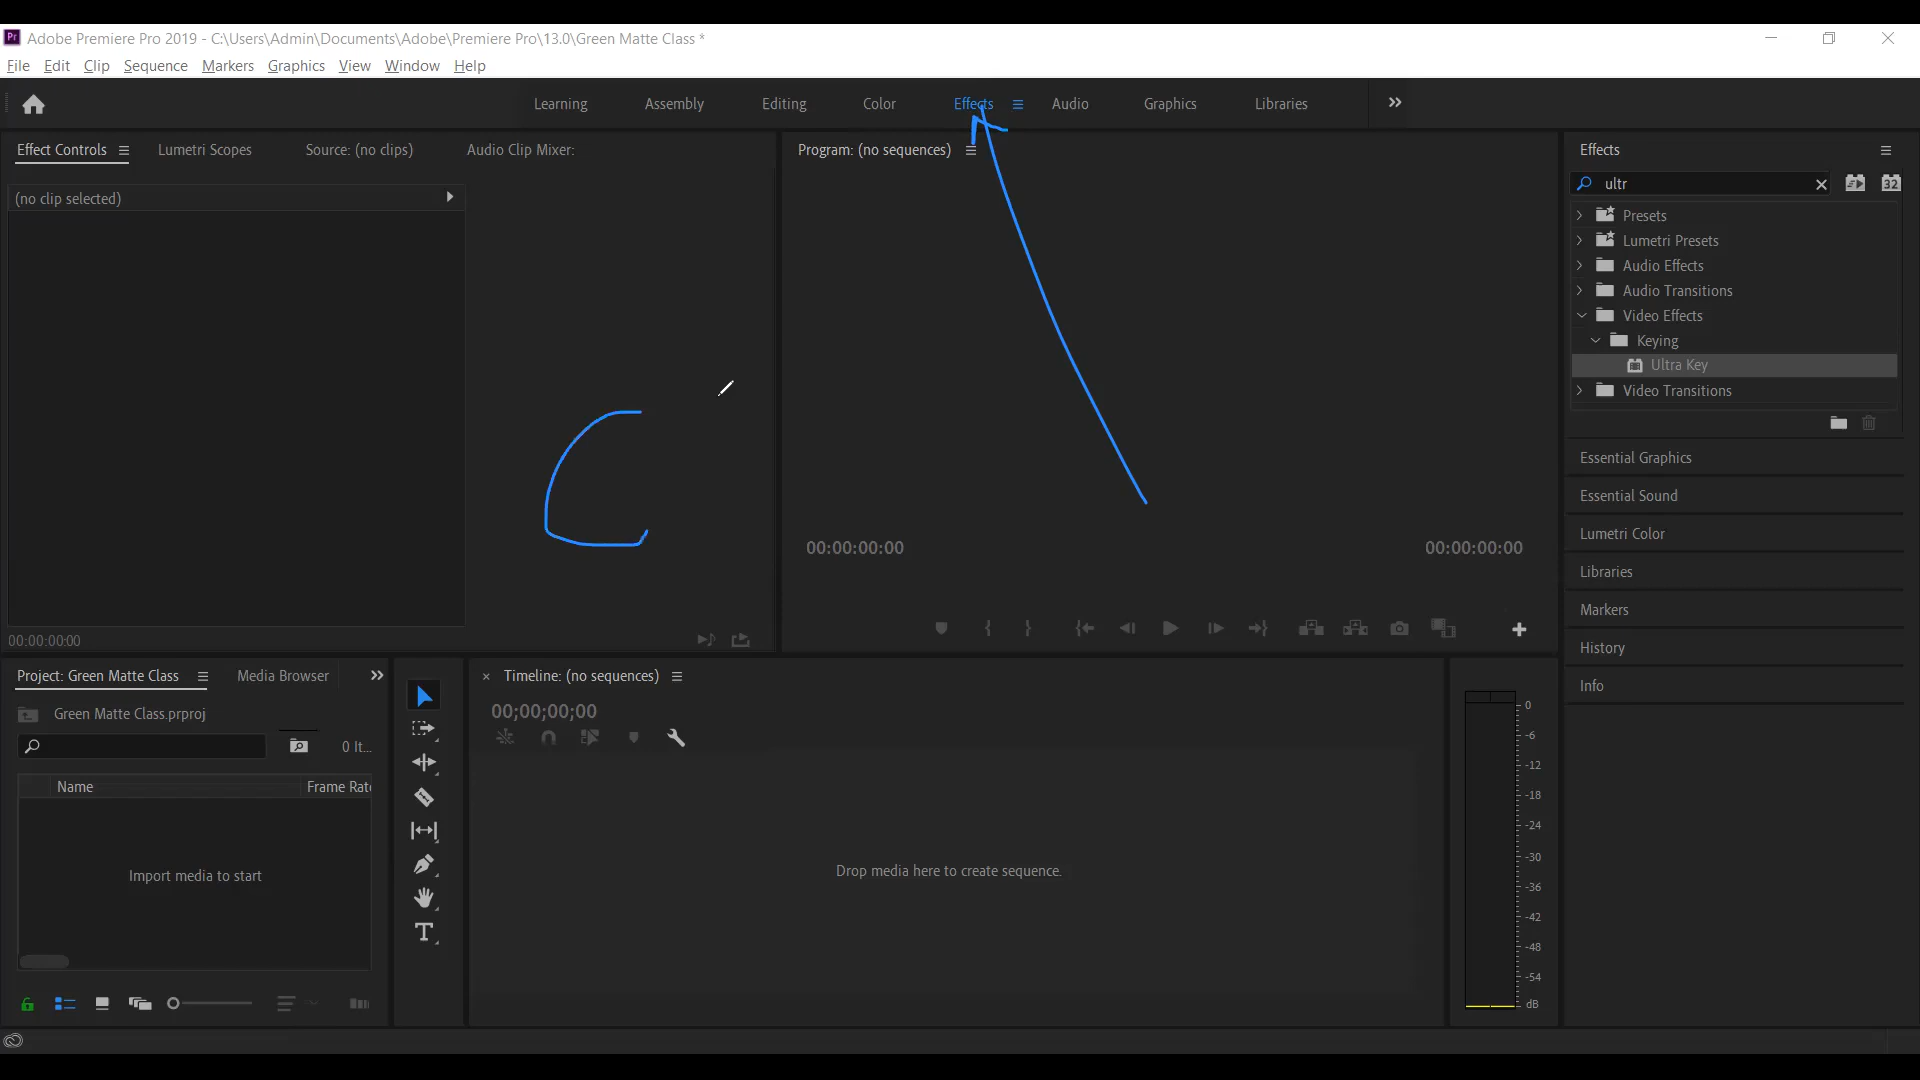 Adobe Premiere Pro 2019 - C:\Users\Admin\Documents\Adobe\Premiere Pro\13.0\Green Matte Class *
File Edit Clip Sequence Markers Graphics View Window Help
Learning Assembly Editing Color Effects Audio Graphics Libraries
Effect Controls Lumetri Scopes Source: (no clips) Audio Clip Mixer:
(no clip selected)
00:00:00:00
Program: (no sequences)
00:00:00:00 00:00:00:00
Effects
ultr
32
Presets
Lumetri Presets
Audio Effects
Audio Transitions
Video Effects
Keying
Ultra Key
Video Transitions
Essential Graphics
Essential Sound
Lumetri Color
Libraries
Markers
History
Info
Project: Green Matte Class Media Browser
Green Matte Class.prproj
0 It...
Name Frame Rat
Import media to start
Timeline: (no sequences)
00;00;00;00
Drop media here to create sequence.
0
-6
-12
-18
-24
-30
-36
-42
-48
-54
dB